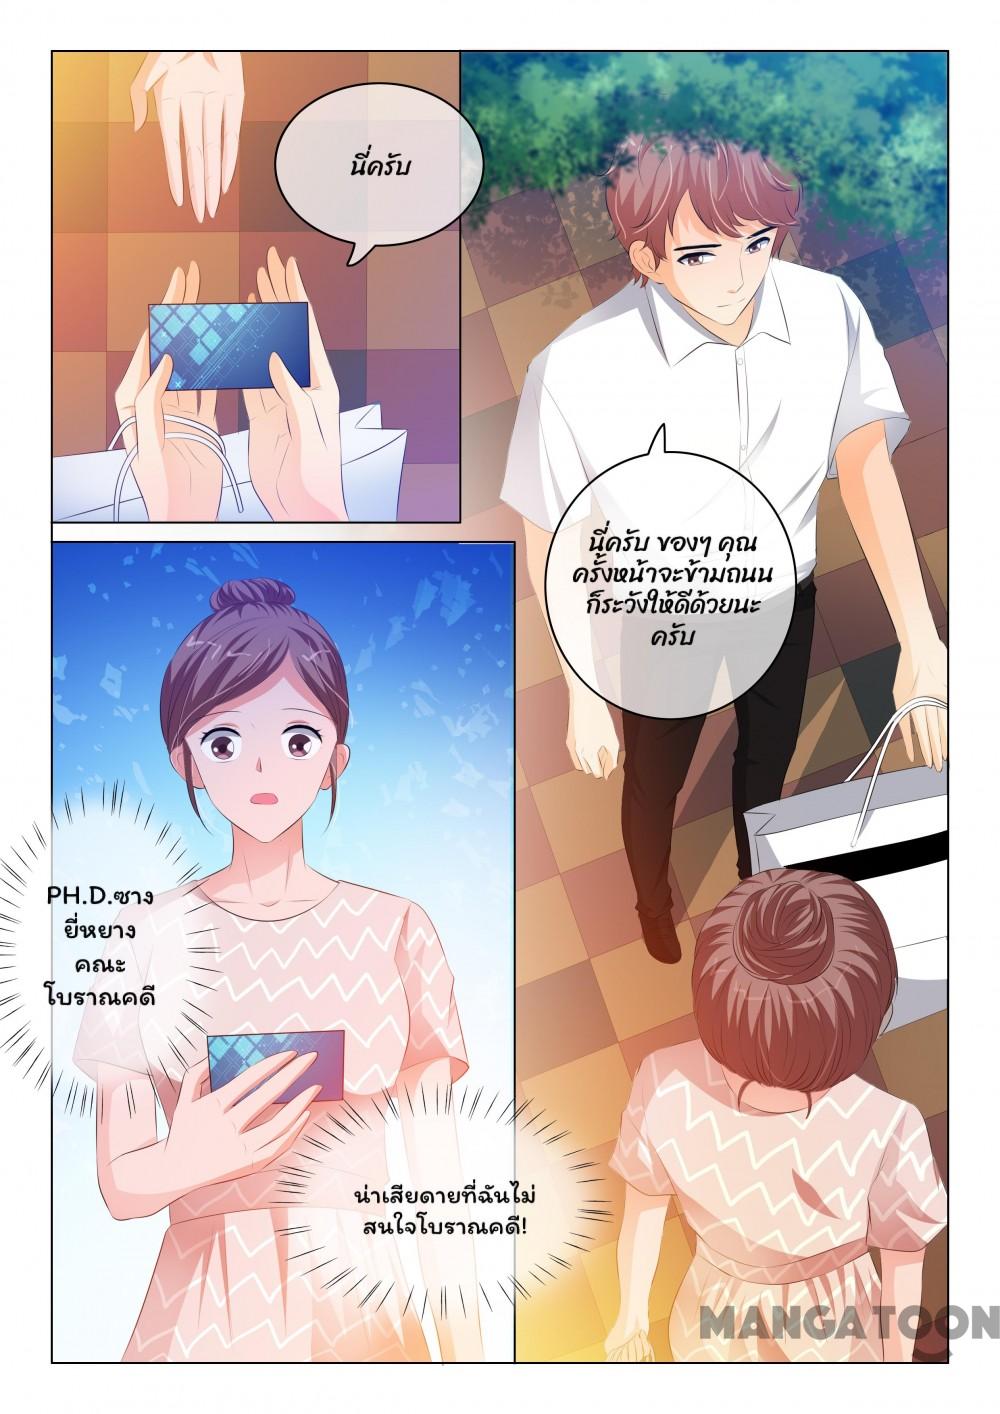 นี่ครับ
นี่ครับ ของๆ คุณ
ครั้งหน้าจะข้ามถนน
ก็ระวังให้ดีด้วยนะ
ครับ
PH.D.ซาง
ยี่หยาง
คณะ
โบราณคดี
น่าเสียดายที่ฉันไม่
สนใจโบราณคดี!
MANGATOON